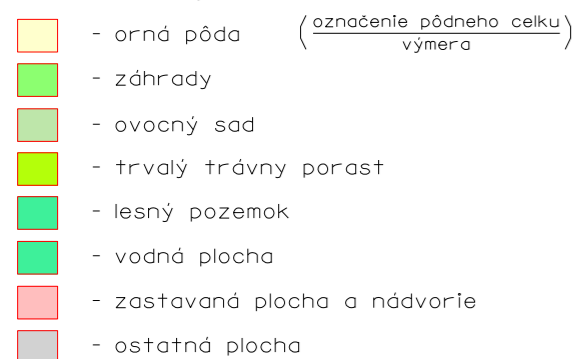 - orná pôda (označenie pôdneho celku / výmera)
- záhrady
- ovocný sad
- trvalý trávny porast
- lesný pozemok
- vodná plocha
- zastavaná plocha a nádvorie
- ostatná plocha